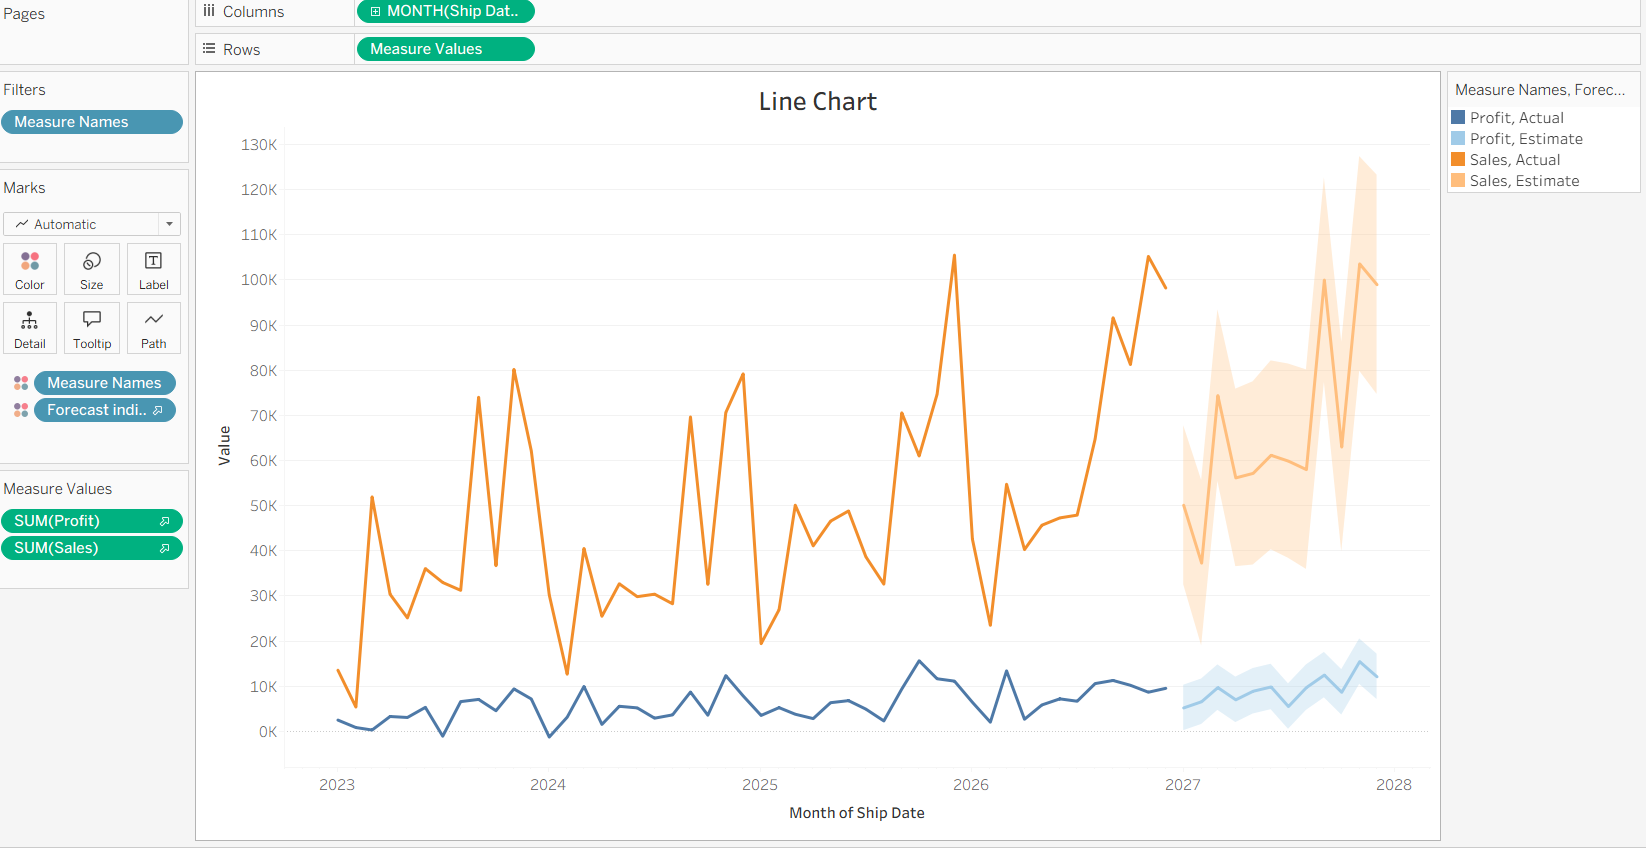 Pages
Columns
MONTH(Ship Dat..
Rows
Measure Values
Filters
Measure Names
Marks
Automatic
Color
Size
Label
Detail
Tooltip
Path
Measure Names
Forecast indi..
Measure Values
SUM(Profit)
SUM(Sales)
Line Chart
130K
120K
110K
100K
90K
80K
70K
60K
50K
40K
30K
20K
10K
0K
Value
2023
2024
2025
2026
2027
2028
Month of Ship Date
Measure Names, Forec...
Profit, Actual
Profit, Estimate
Sales, Actual
Sales, Estimate